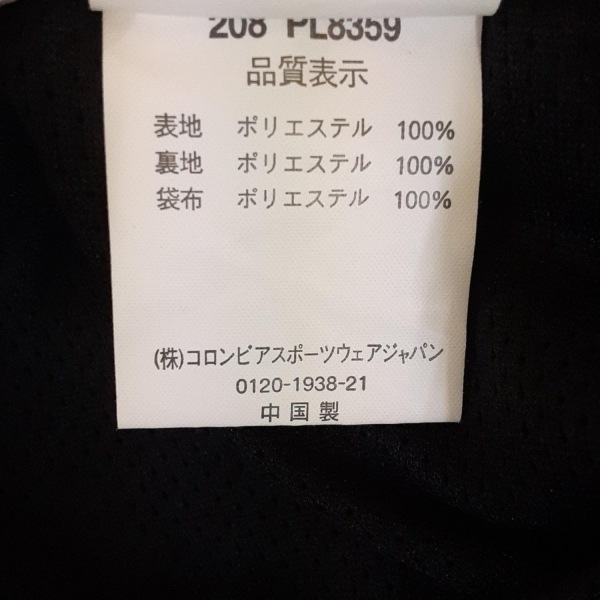 208 PL8359
品質表示
表地 ポリエステル 100%
裏地 ポリエステル 100%
袋布 ポリエステル 100%
(株)コロンビアスポーツウェアジャパン
0120-1938-21
中国製